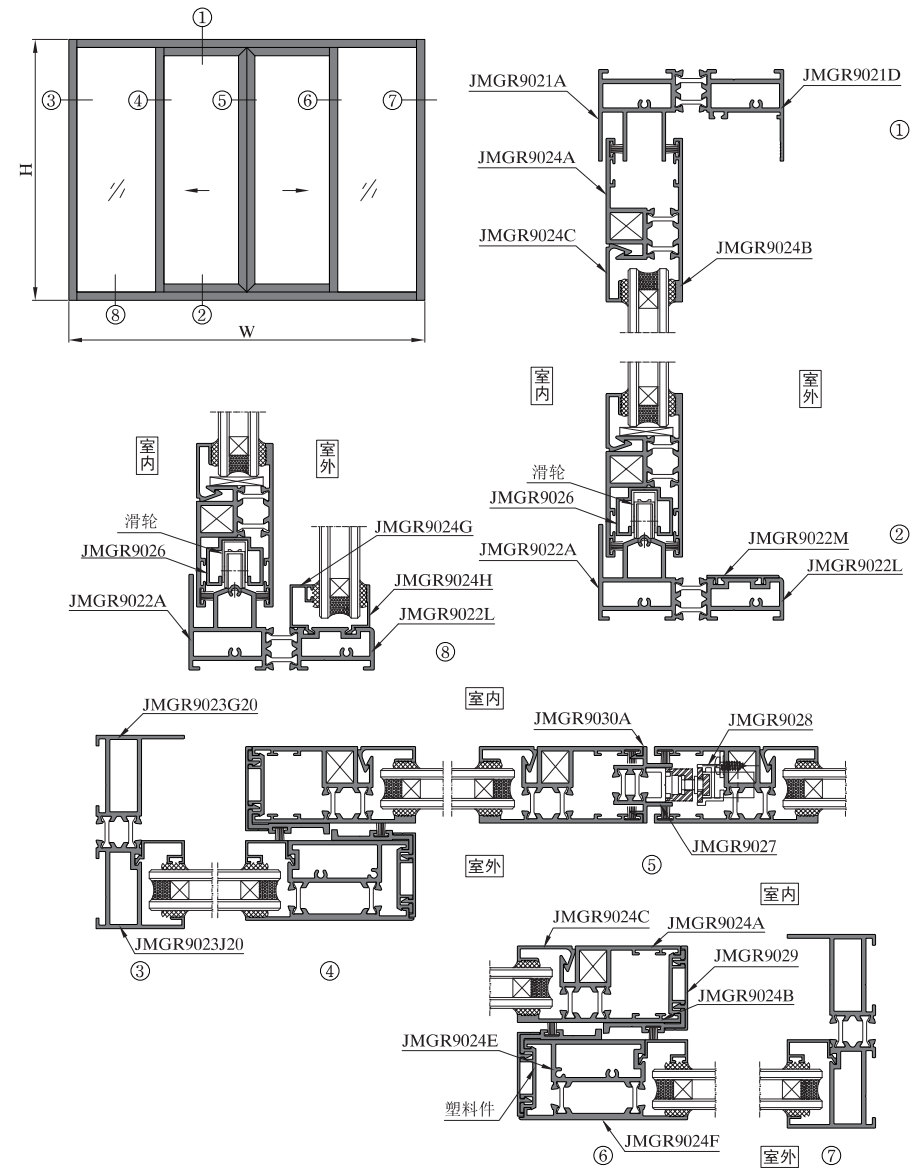 ①
③
④
⑤
⑥
⑦
H
⑧
②
W
JMGR9021A
JMGR9021D
①
JMGR9024A
JMGR9024C
JMGR9024B
室内
室外
滑轮
JMGR9026
JMGR9022A
JMGR9022M
JMGR9022L
②
室内
室外
滑轮
JMGR9026
JMGR9022A
JMGR9024G
JMGR9024H
JMGR9022L
⑧
JMGR9023G20
JMGR9023J20
③
④
室内
JMGR9030A
JMGR9028
JMGR9027
室外
⑤
室内
JMGR9024C
JMGR9024A
JMGR9029
JMGR9024B
JMGR9024E
塑料件
JMGR9024F
⑥
室外
⑦